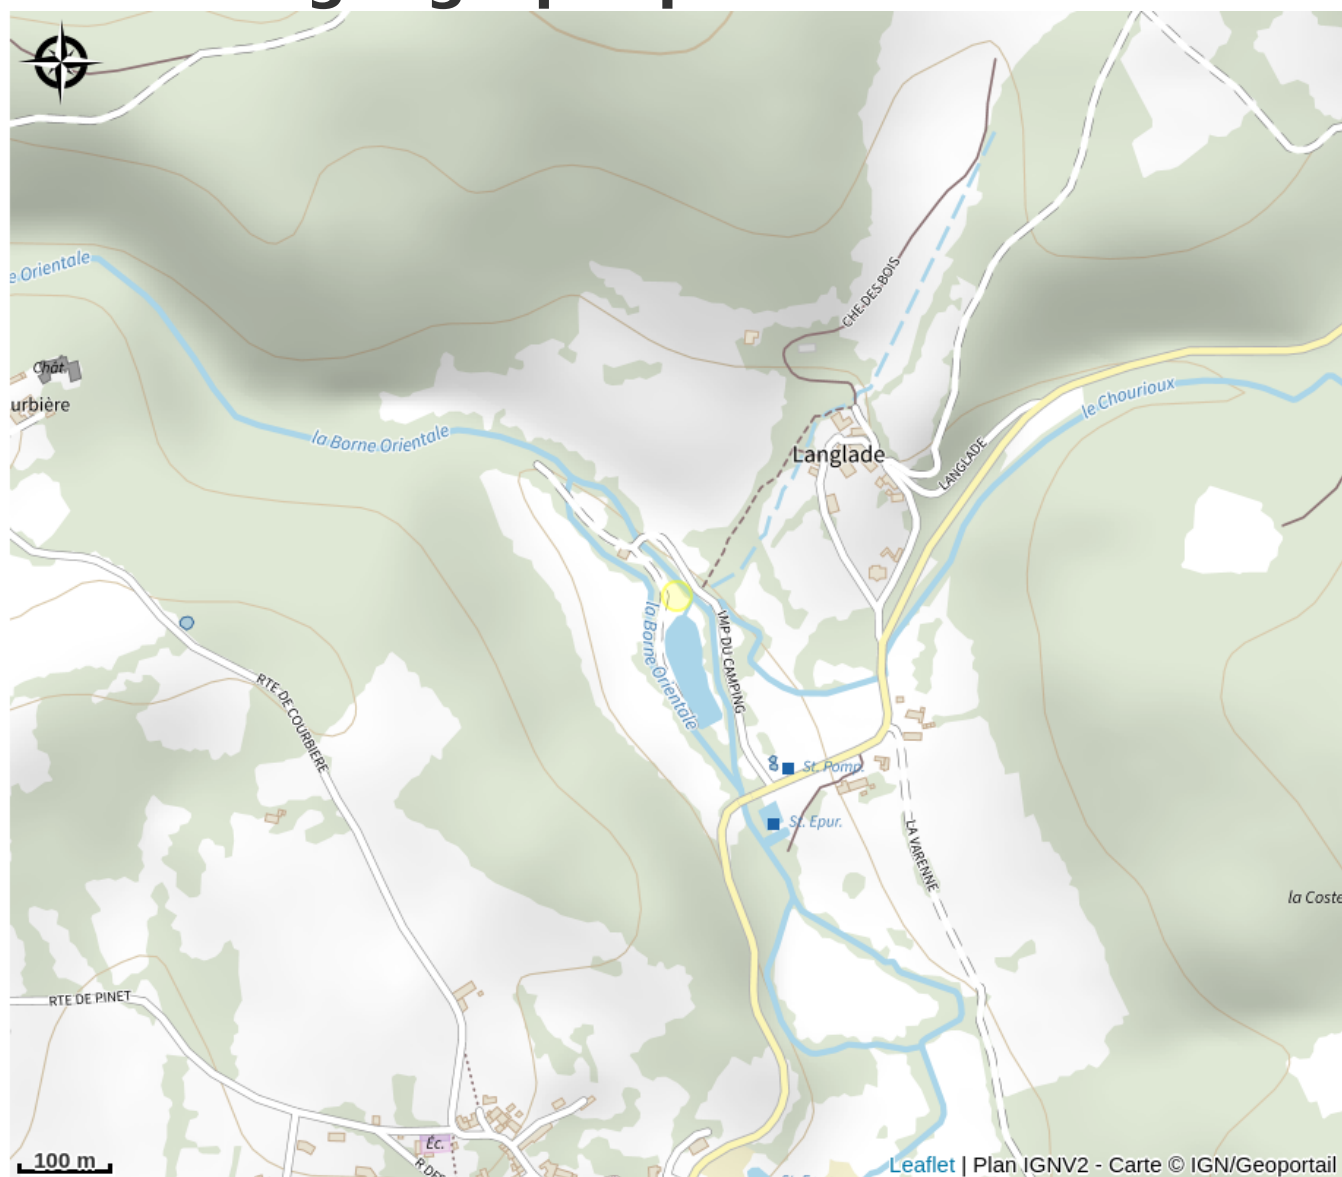 e Orientale
CHE DES BOIS
Chât.
urbière
le Chourioux
la Borne Orientale
Langlade
LANGLADE
la Borne Orientale
IMP DU CAMPING
RTE DE COURBIERE
St. Pomp.
St. Epur.
LA VARENNE
la Coste
RTE DE PINET
Éc.
R DES
100 m
Leaflet | Plan IGNV2 - Carte © IGN/Geoportail